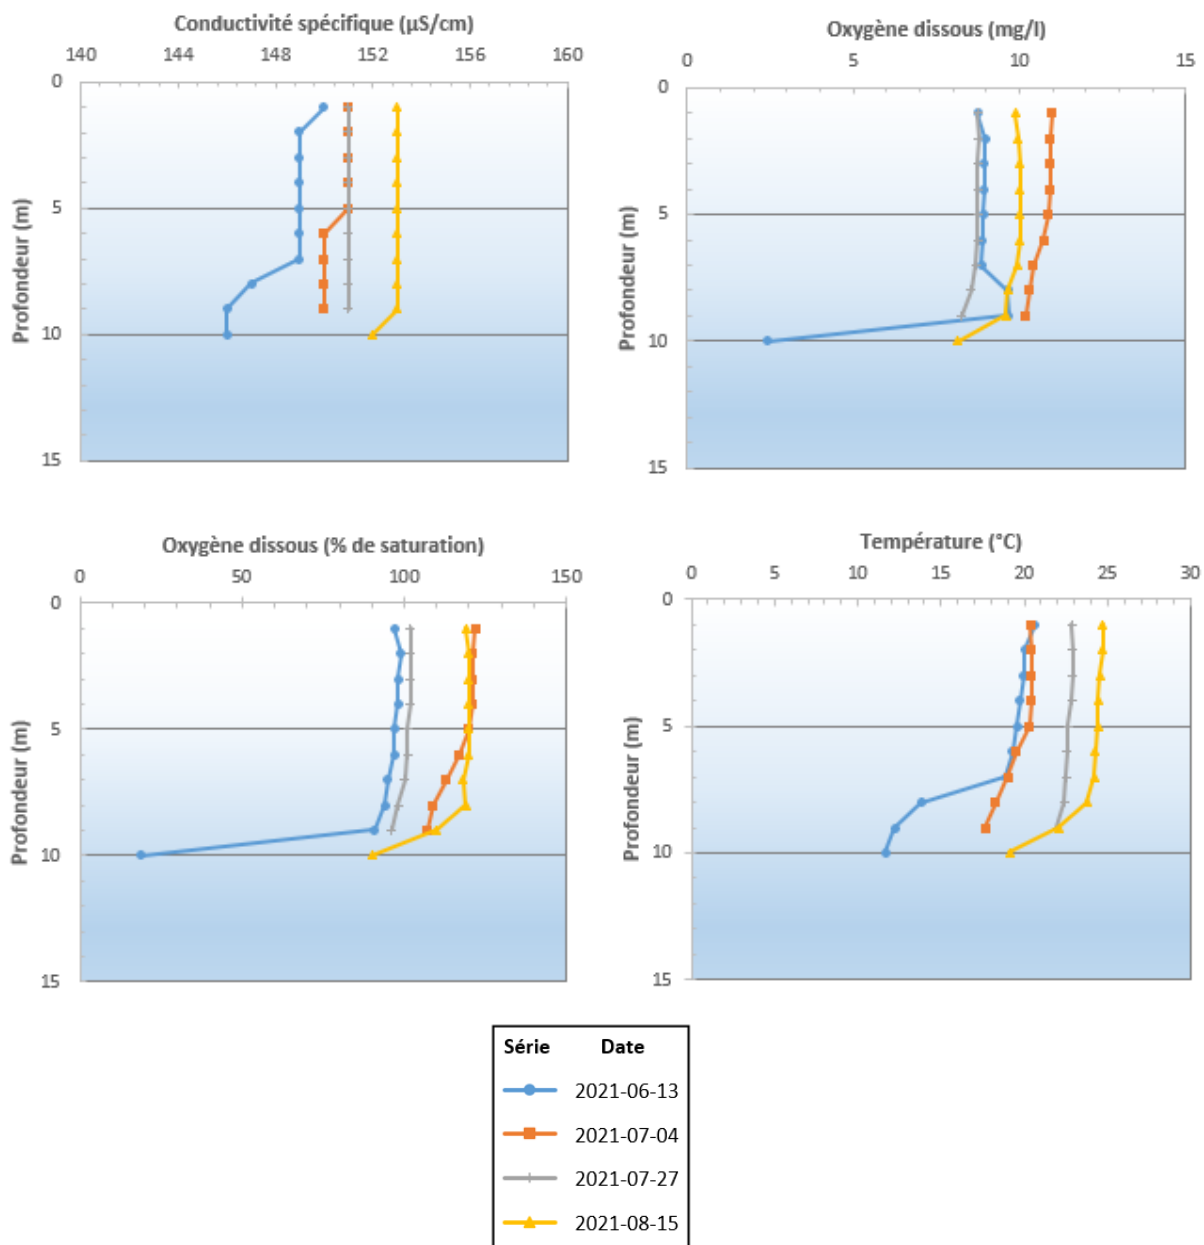 Conductivité spécifique (µS/cm)
140 144 148 152 156 160
0
5
10
15
Profondeur (m)
Oxygène dissous (mg/l)
0 5 10 15
0
5
10
15
Profondeur (m)
Oxygène dissous (% de saturation)
0 50 100 150
0
5
10
15
Profondeur (m)
Température (°C)
0 5 10 15 20 25 30
0
5
10
15
Profondeur (m)
Série Date
2021-06-13
2021-07-04
2021-07-27
2021-08-15